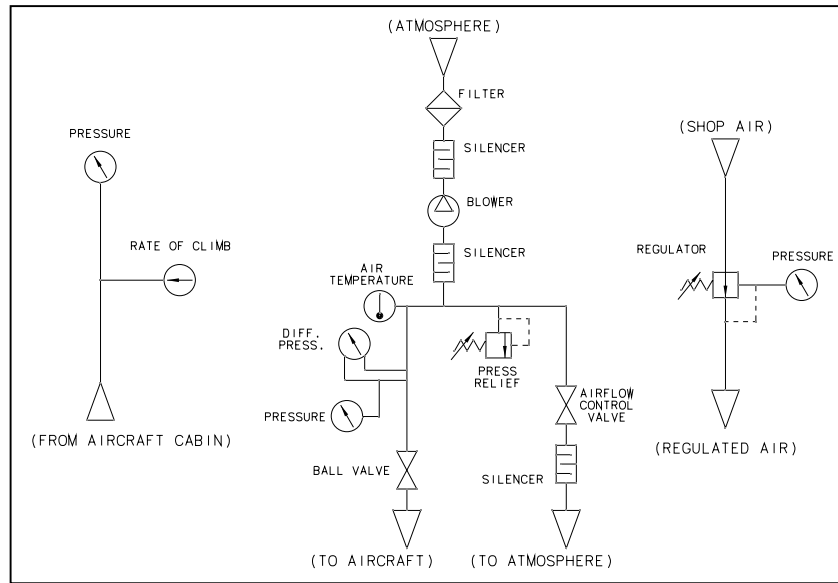 (ATMOSPHERE)
FILTER
SILENCER
BLOWER
SILENCER
AIR
TEMPERATURE
DIFF.
PRESS.
PRESSURE
PRESS
RELIEF
AIRFLOW
CONTROL
VALVE
BALL VALVE
SILENCER
(TO AIRCRAFT)
(TO ATMOSPHERE)
PRESSURE
RATE OF CLIMB
(FROM AIRCRAFT CABIN)
(SHOP AIR)
REGULATOR
PRESSURE
(REGULATED AIR)